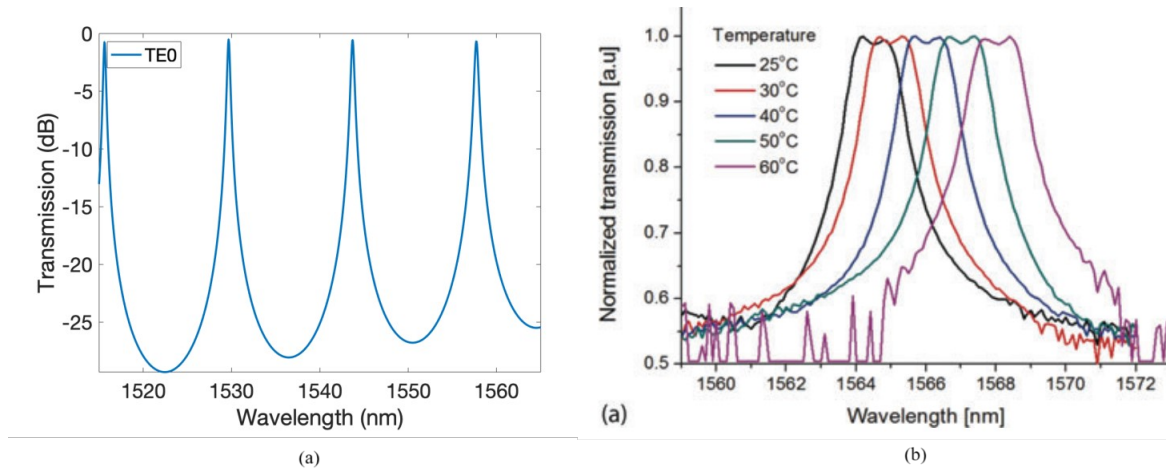 0
-5
-10
-15
-20
-25
Transmission (dB)
TE0
1520 1530 1540 1550 1560
Wavelength (nm)
(a)
1.0
0.9
0.8
0.7
0.6
0.5
Normalized transmission [a.u]
Temperature
25°C
30°C
40°C
50°C
60°C
1560 1562 1564 1566 1568 1570 1572
(a)
Wavelength [nm]
(b)